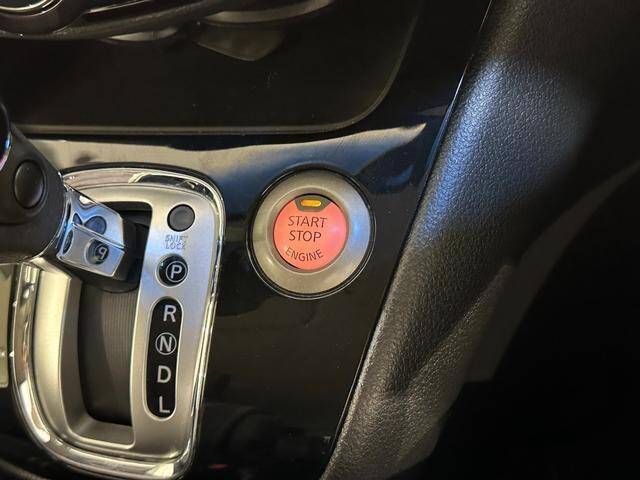 START
STOP
ENGINE
SHIFT
LOCK
P
R
N
D
L